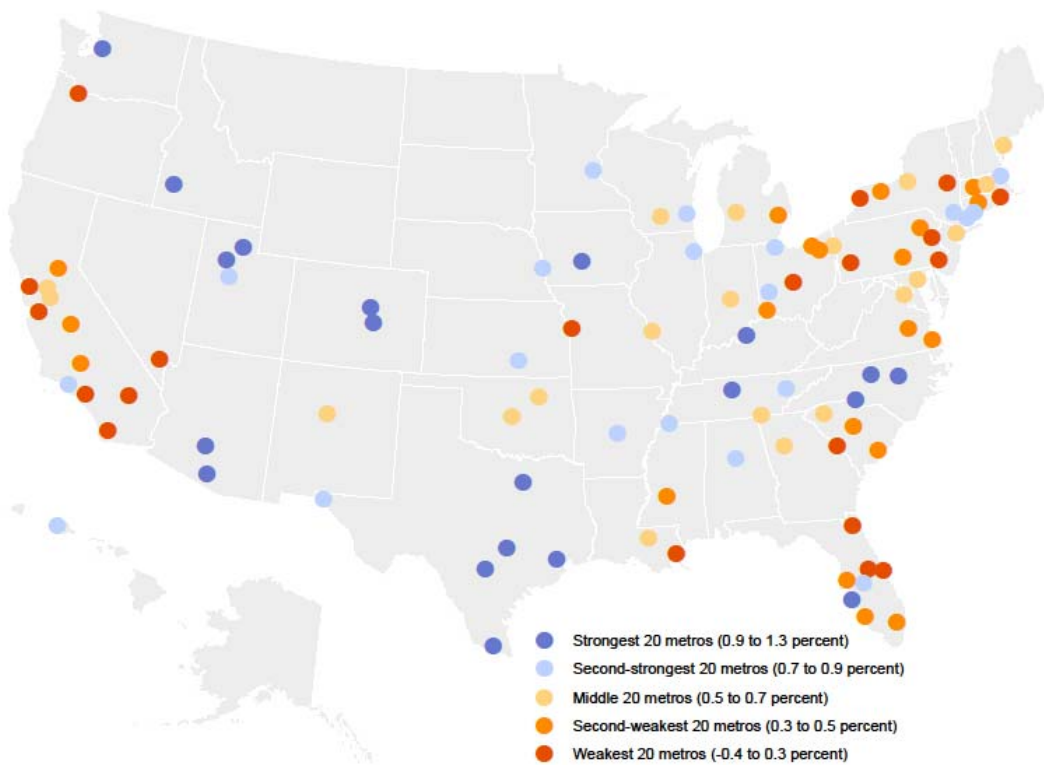 Strongest 20 metros (0.9 to 1.3 percent)
Second-strongest 20 metros (0.7 to 0.9 percent)
Middle 20 metros (0.5 to 0.7 percent)
Second-weakest 20 metros (0.3 to 0.5 percent)
Weakest 20 metros (-0.4 to 0.3 percent)